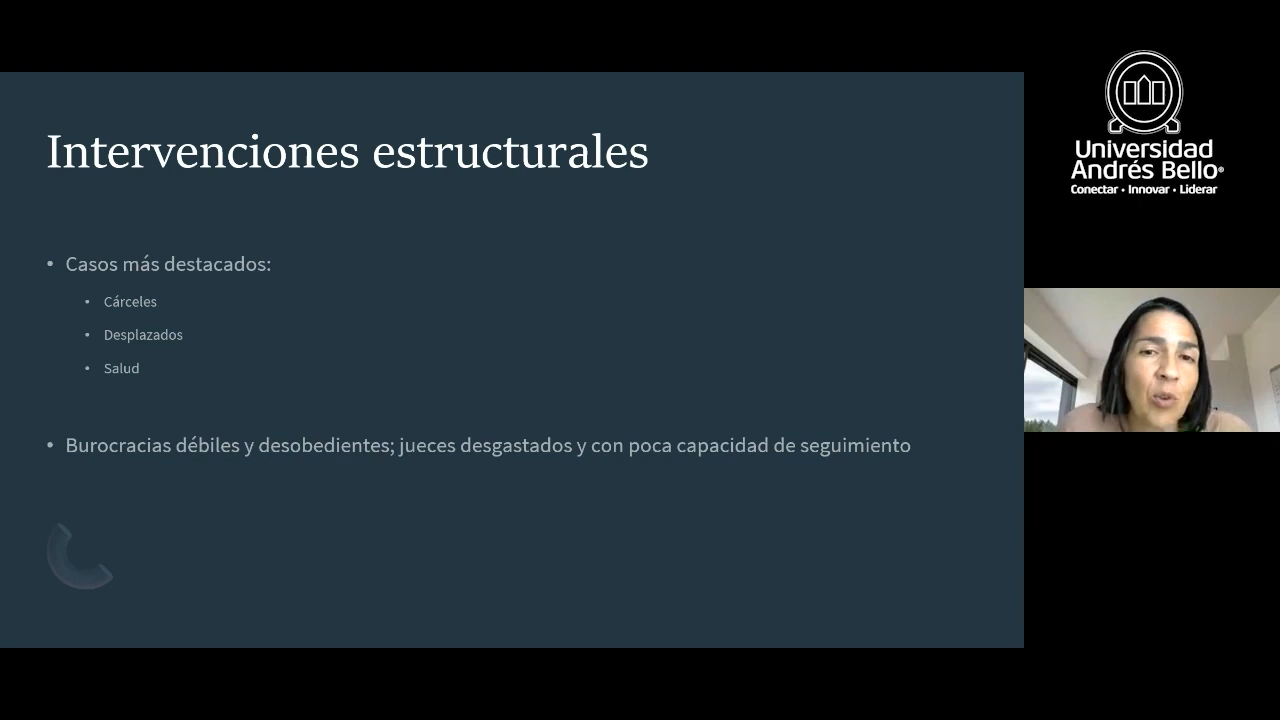 Intervenciones estructurales
• Casos más destacados:
• Cárceles
• Desplazados
• Salud
• Burocracias débiles y desobedientes; jueces desgastados y con poca capacidad de seguimiento
Universidad
Andrés Bello®
Conectar • Innovar • Liderar